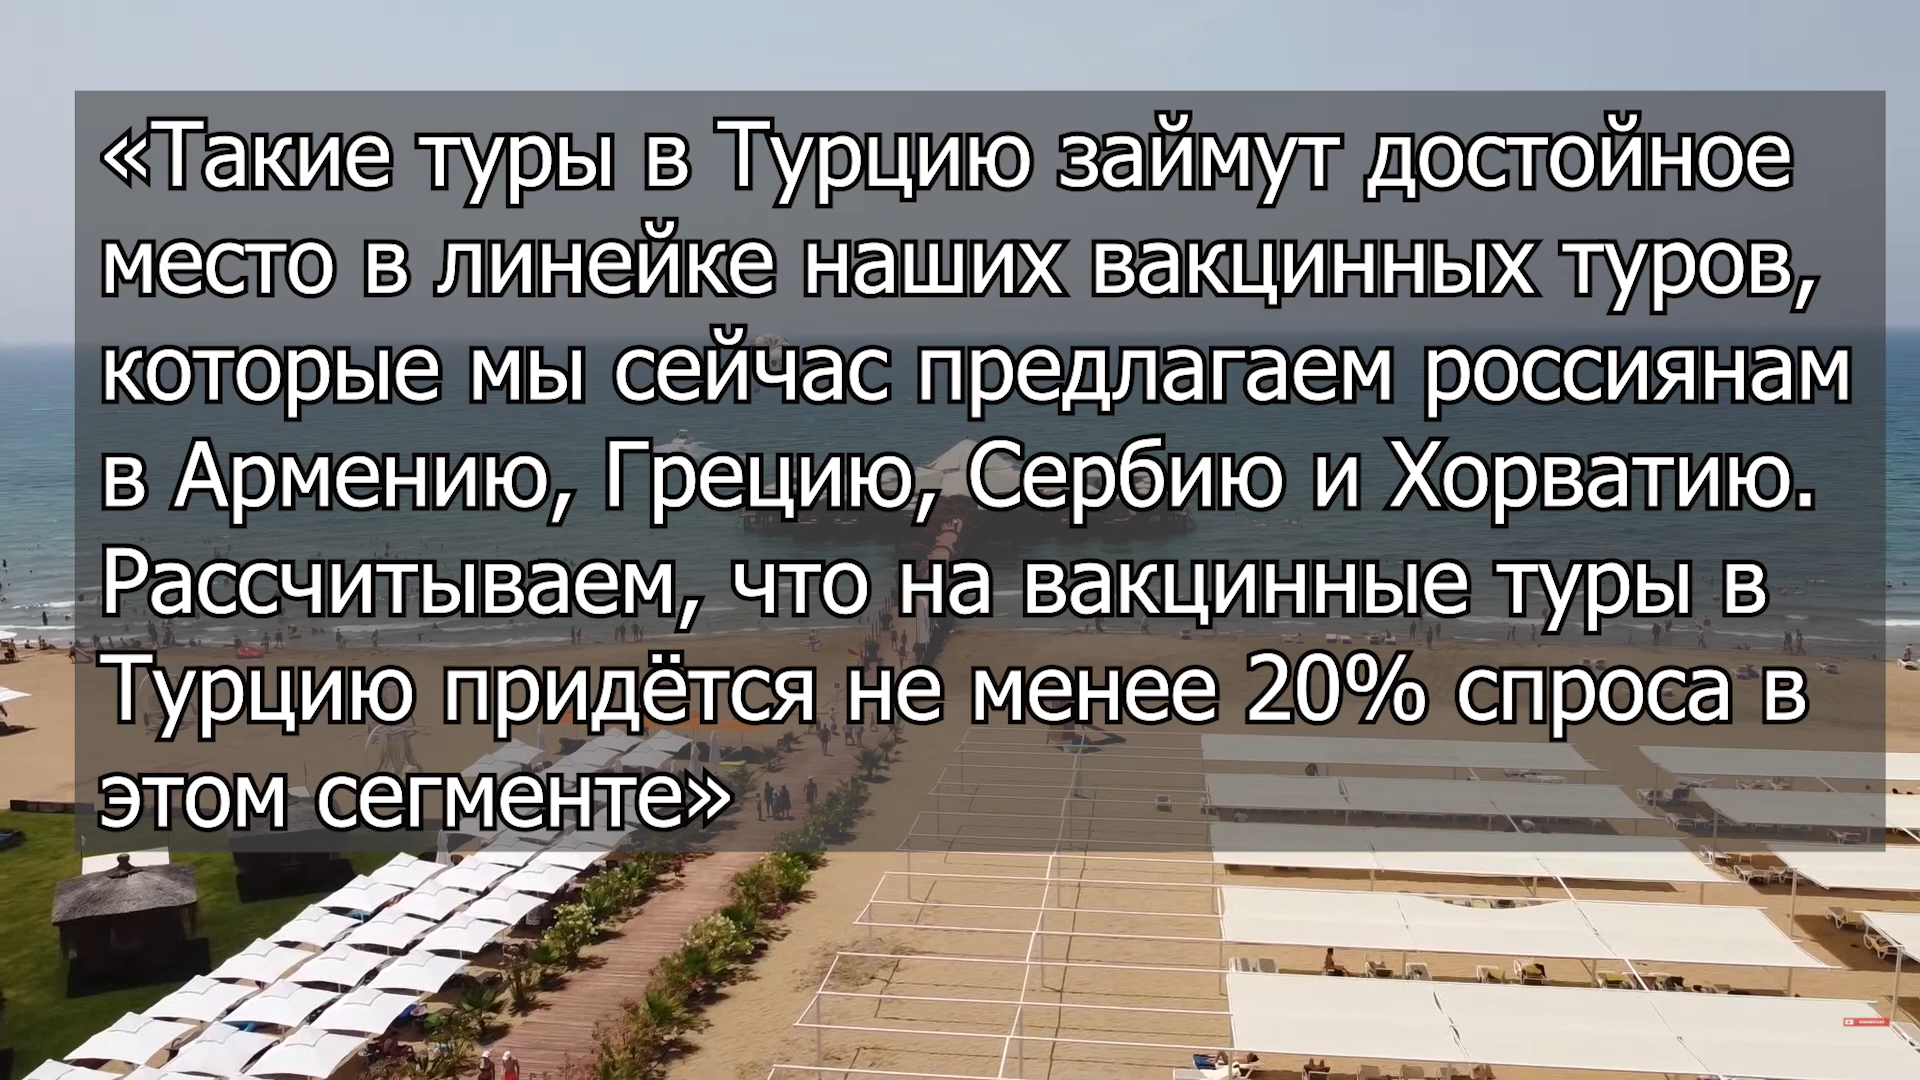 «Такие туры в Турцию займут достойное
место в линейке наших вакцинных туров,
которые мы сейчас предлагаем россиянам
в Армению, Грецию, Сербию и Хорватию.
Рассчитываем, что на вакцинные туры в
Турцию придётся не менее 20% спроса в
этом сегменте»